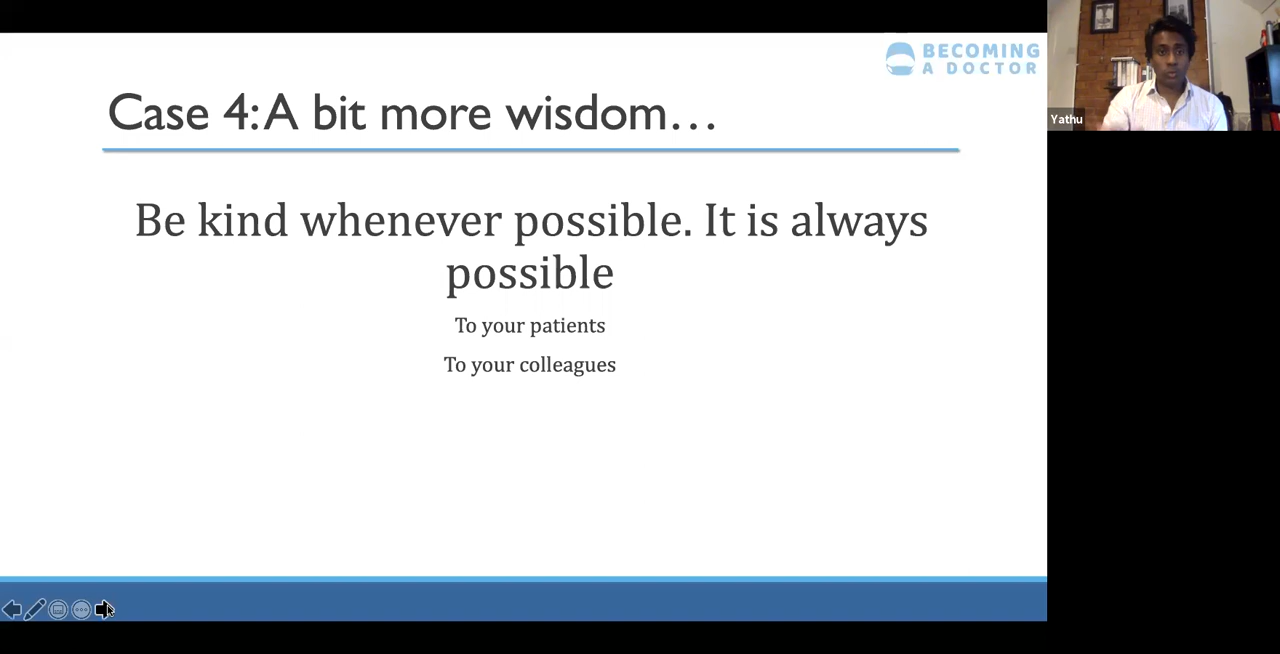 BECOMING
A DOCTOR
Case 4: A bit more wisdom…
Be kind whenever possible. It is always
possible
To your patients
To your colleagues
Yathu